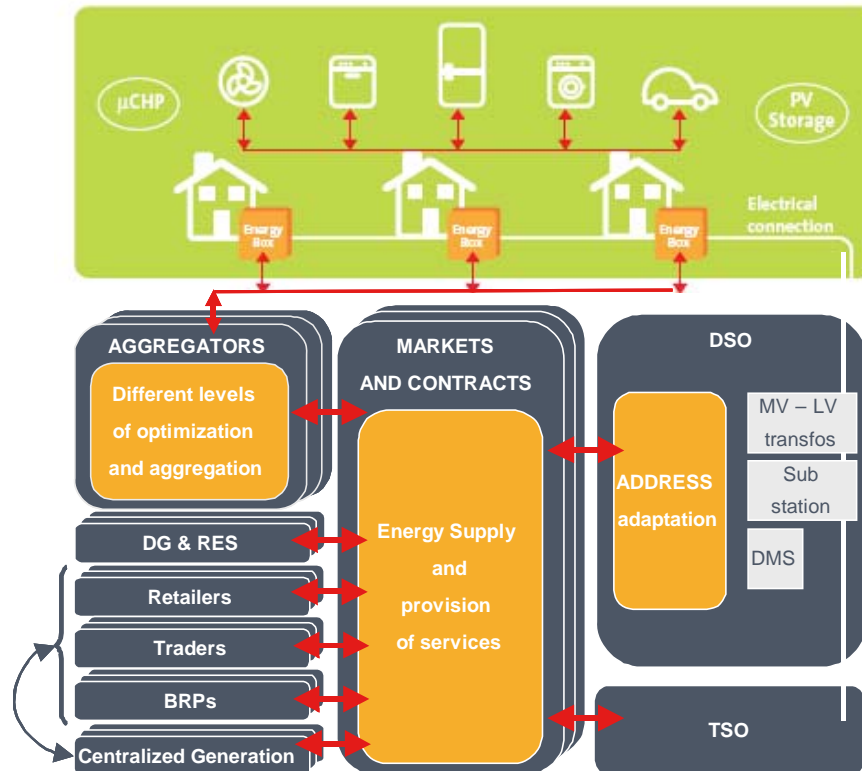 µCHP
PV
Storage
Electrical
connection
Energy
Box
Energy
Box
Energy
Box
AGGREGATORS
Different levels
of optimization
and aggregation
MARKETS
AND CONTRACTS
Energy Supply
and
provision
of services
DSO
ADDRESS
adaptation
MV – LV
transfos
Sub
station
DMS
DG & RES
Retailers
Traders
BRPs
Centralized Generation
TSO